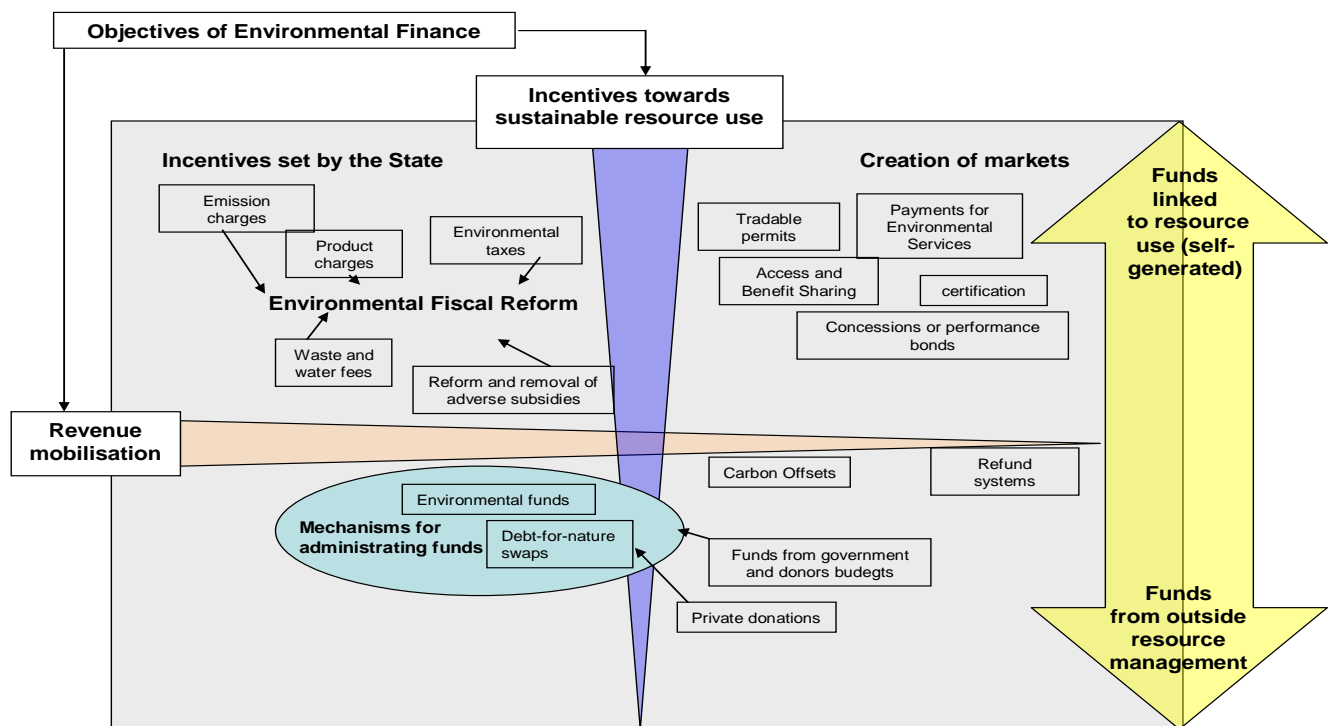 Objectives of Environmental Finance
Incentives towards
sustainable resource use
Incentives set by the State
Creation of markets
Emission
charges
Product
charges
Environmental
taxes
Environmental Fiscal Reform
Waste and
water fees
Reform and removal of
adverse subsidies
Tradable
permits
Payments for
Environmental
Services
Access and
Benefit Sharing
certification
Concessions or performance
bonds
Funds
linked
to resource
use (self-
generated)
Revenue
mobilisation
Carbon Offsets
Refund
systems
Environmental funds
Mechanisms for
administrating funds
Debt-for-nature
swaps
Funds from government
and donors budegts
Private donations
Funds
from outside
resource
management